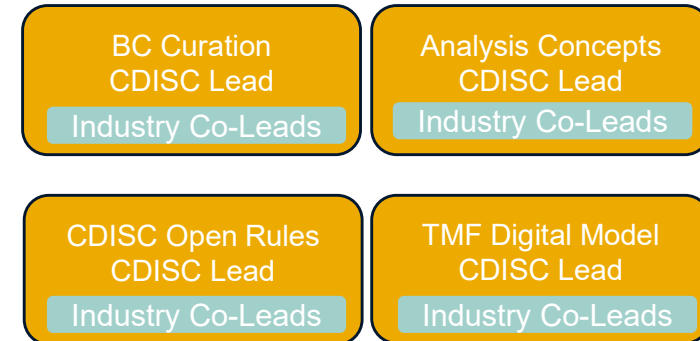 BC Curation
CDISC Lead
Industry Co-Leads
Analysis Concepts
CDISC Lead
Industry Co-Leads
CDISC Open Rules
CDISC Lead
Industry Co-Leads
TMF Digital Model
CDISC Lead
Industry Co-Leads